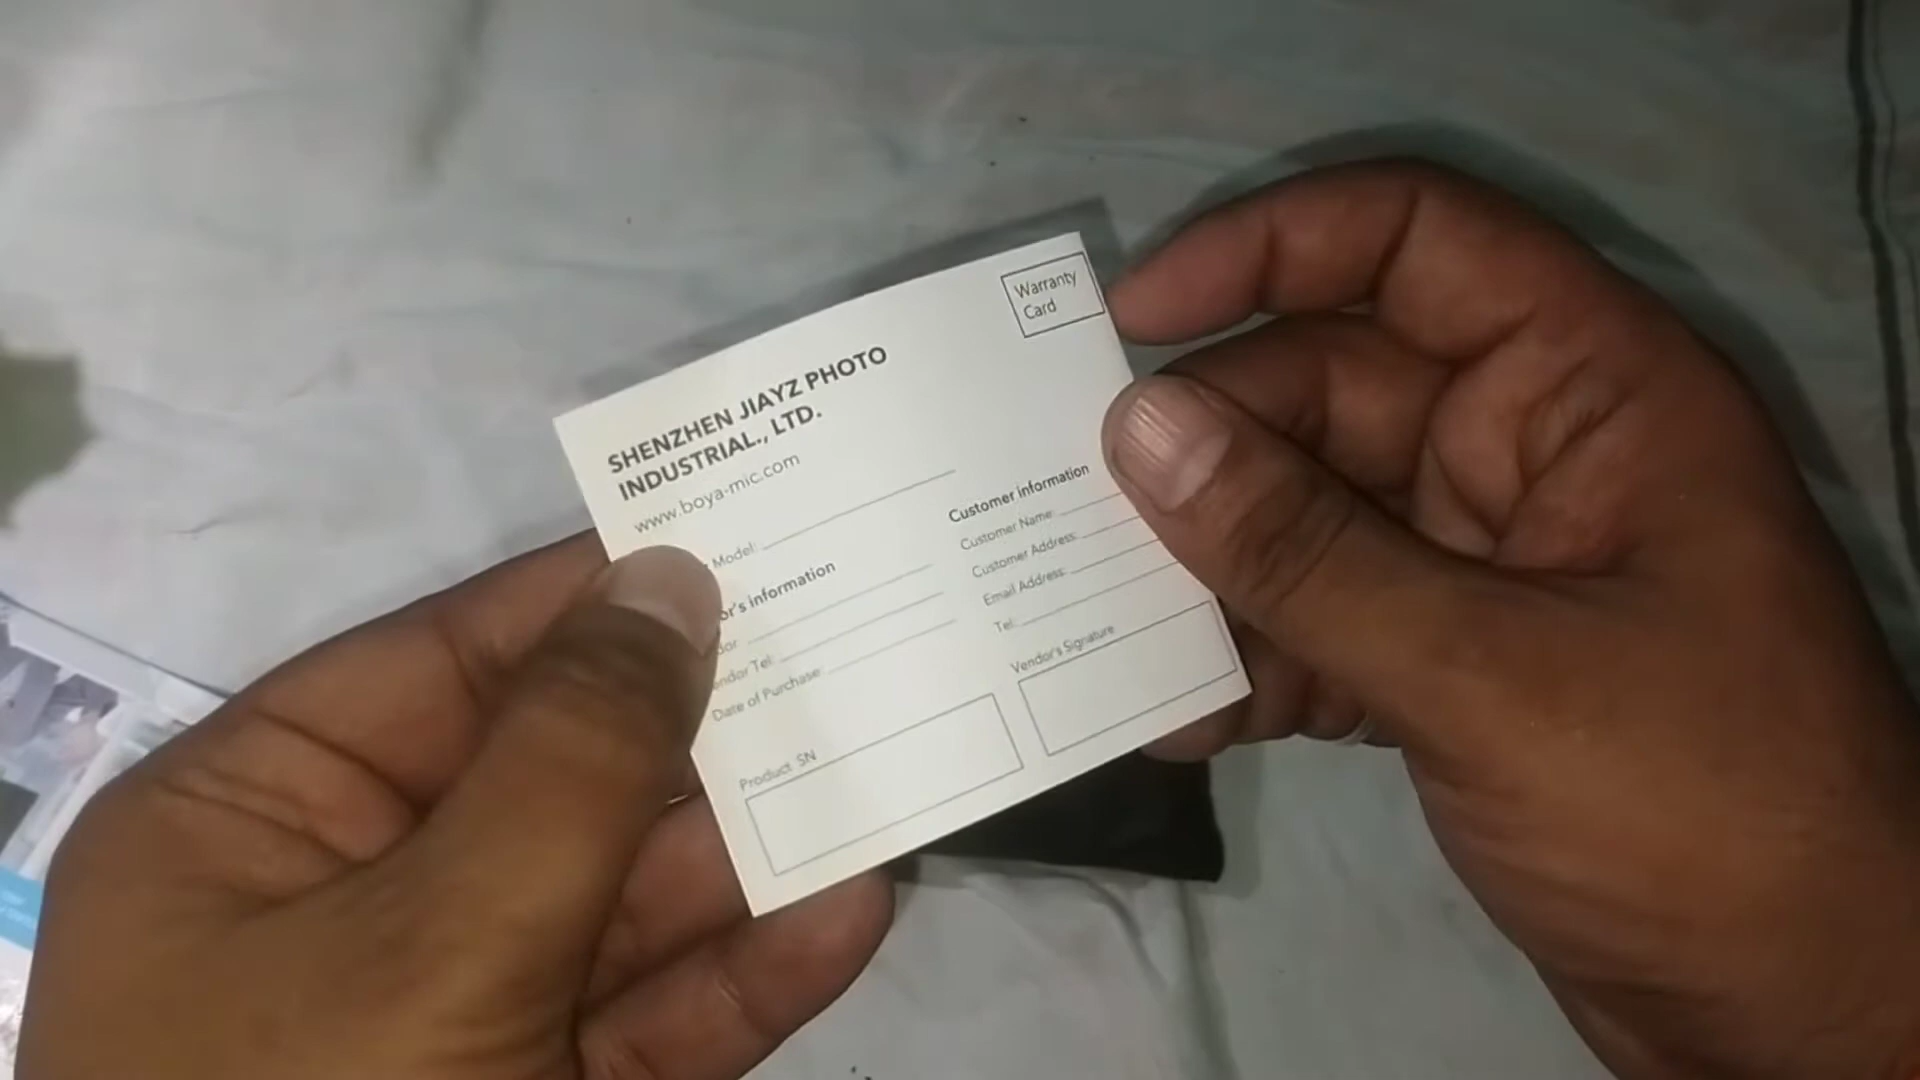 Warranty
Card
SHENZHEN JIAYZ PHOTO
INDUSTRIAL., LTD.
www.boya-mic.com
Model:
information
Tel:
Date of Purchase:
Customer information
Customer Name:
Customer Address:
Email Address:
Tel:
Product SN
Vendor's Signature